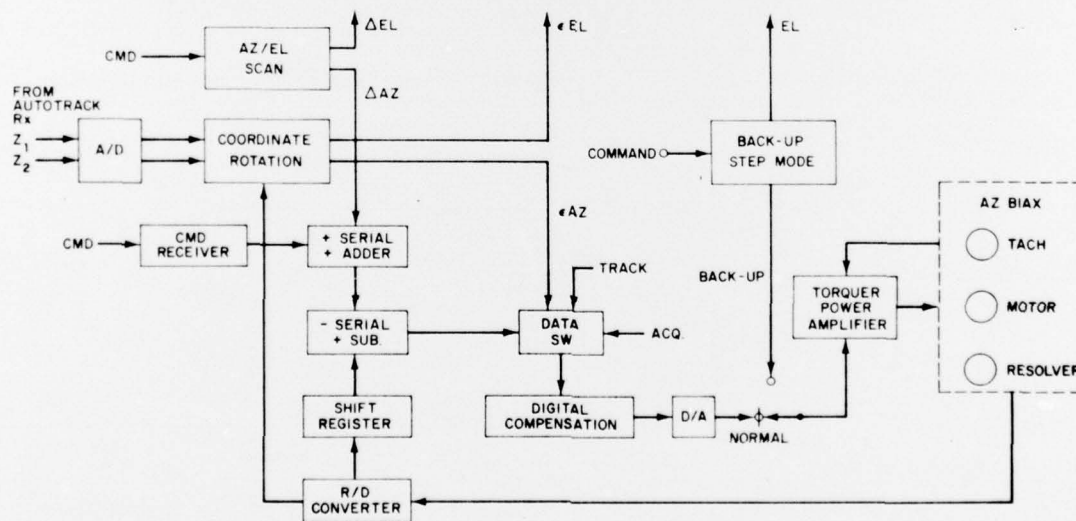 ΔEL
ϵ EL
EL
CMD
AZ/EL
SCAN
ΔAZ
FROM
AUTOTRACK
Rx
Z1
Z2
A/D
COORDINATE
ROTATION
COMMAND
BACK-UP
STEP MODE
ϵAZ
AZ BIAX
TACH
MOTOR
RESOLVER
CMD
CMD
RECEIVER
+ SERIAL
+ ADDER
TRACK
BACK-UP
TORQUER
POWER
AMPLIFIER
- SERIAL
+ SUB.
DATA
SW
ACQ.
SHIFT
REGISTER
DIGITAL
COMPENSATION
D/A
NORMAL
R/D
CONVERTER